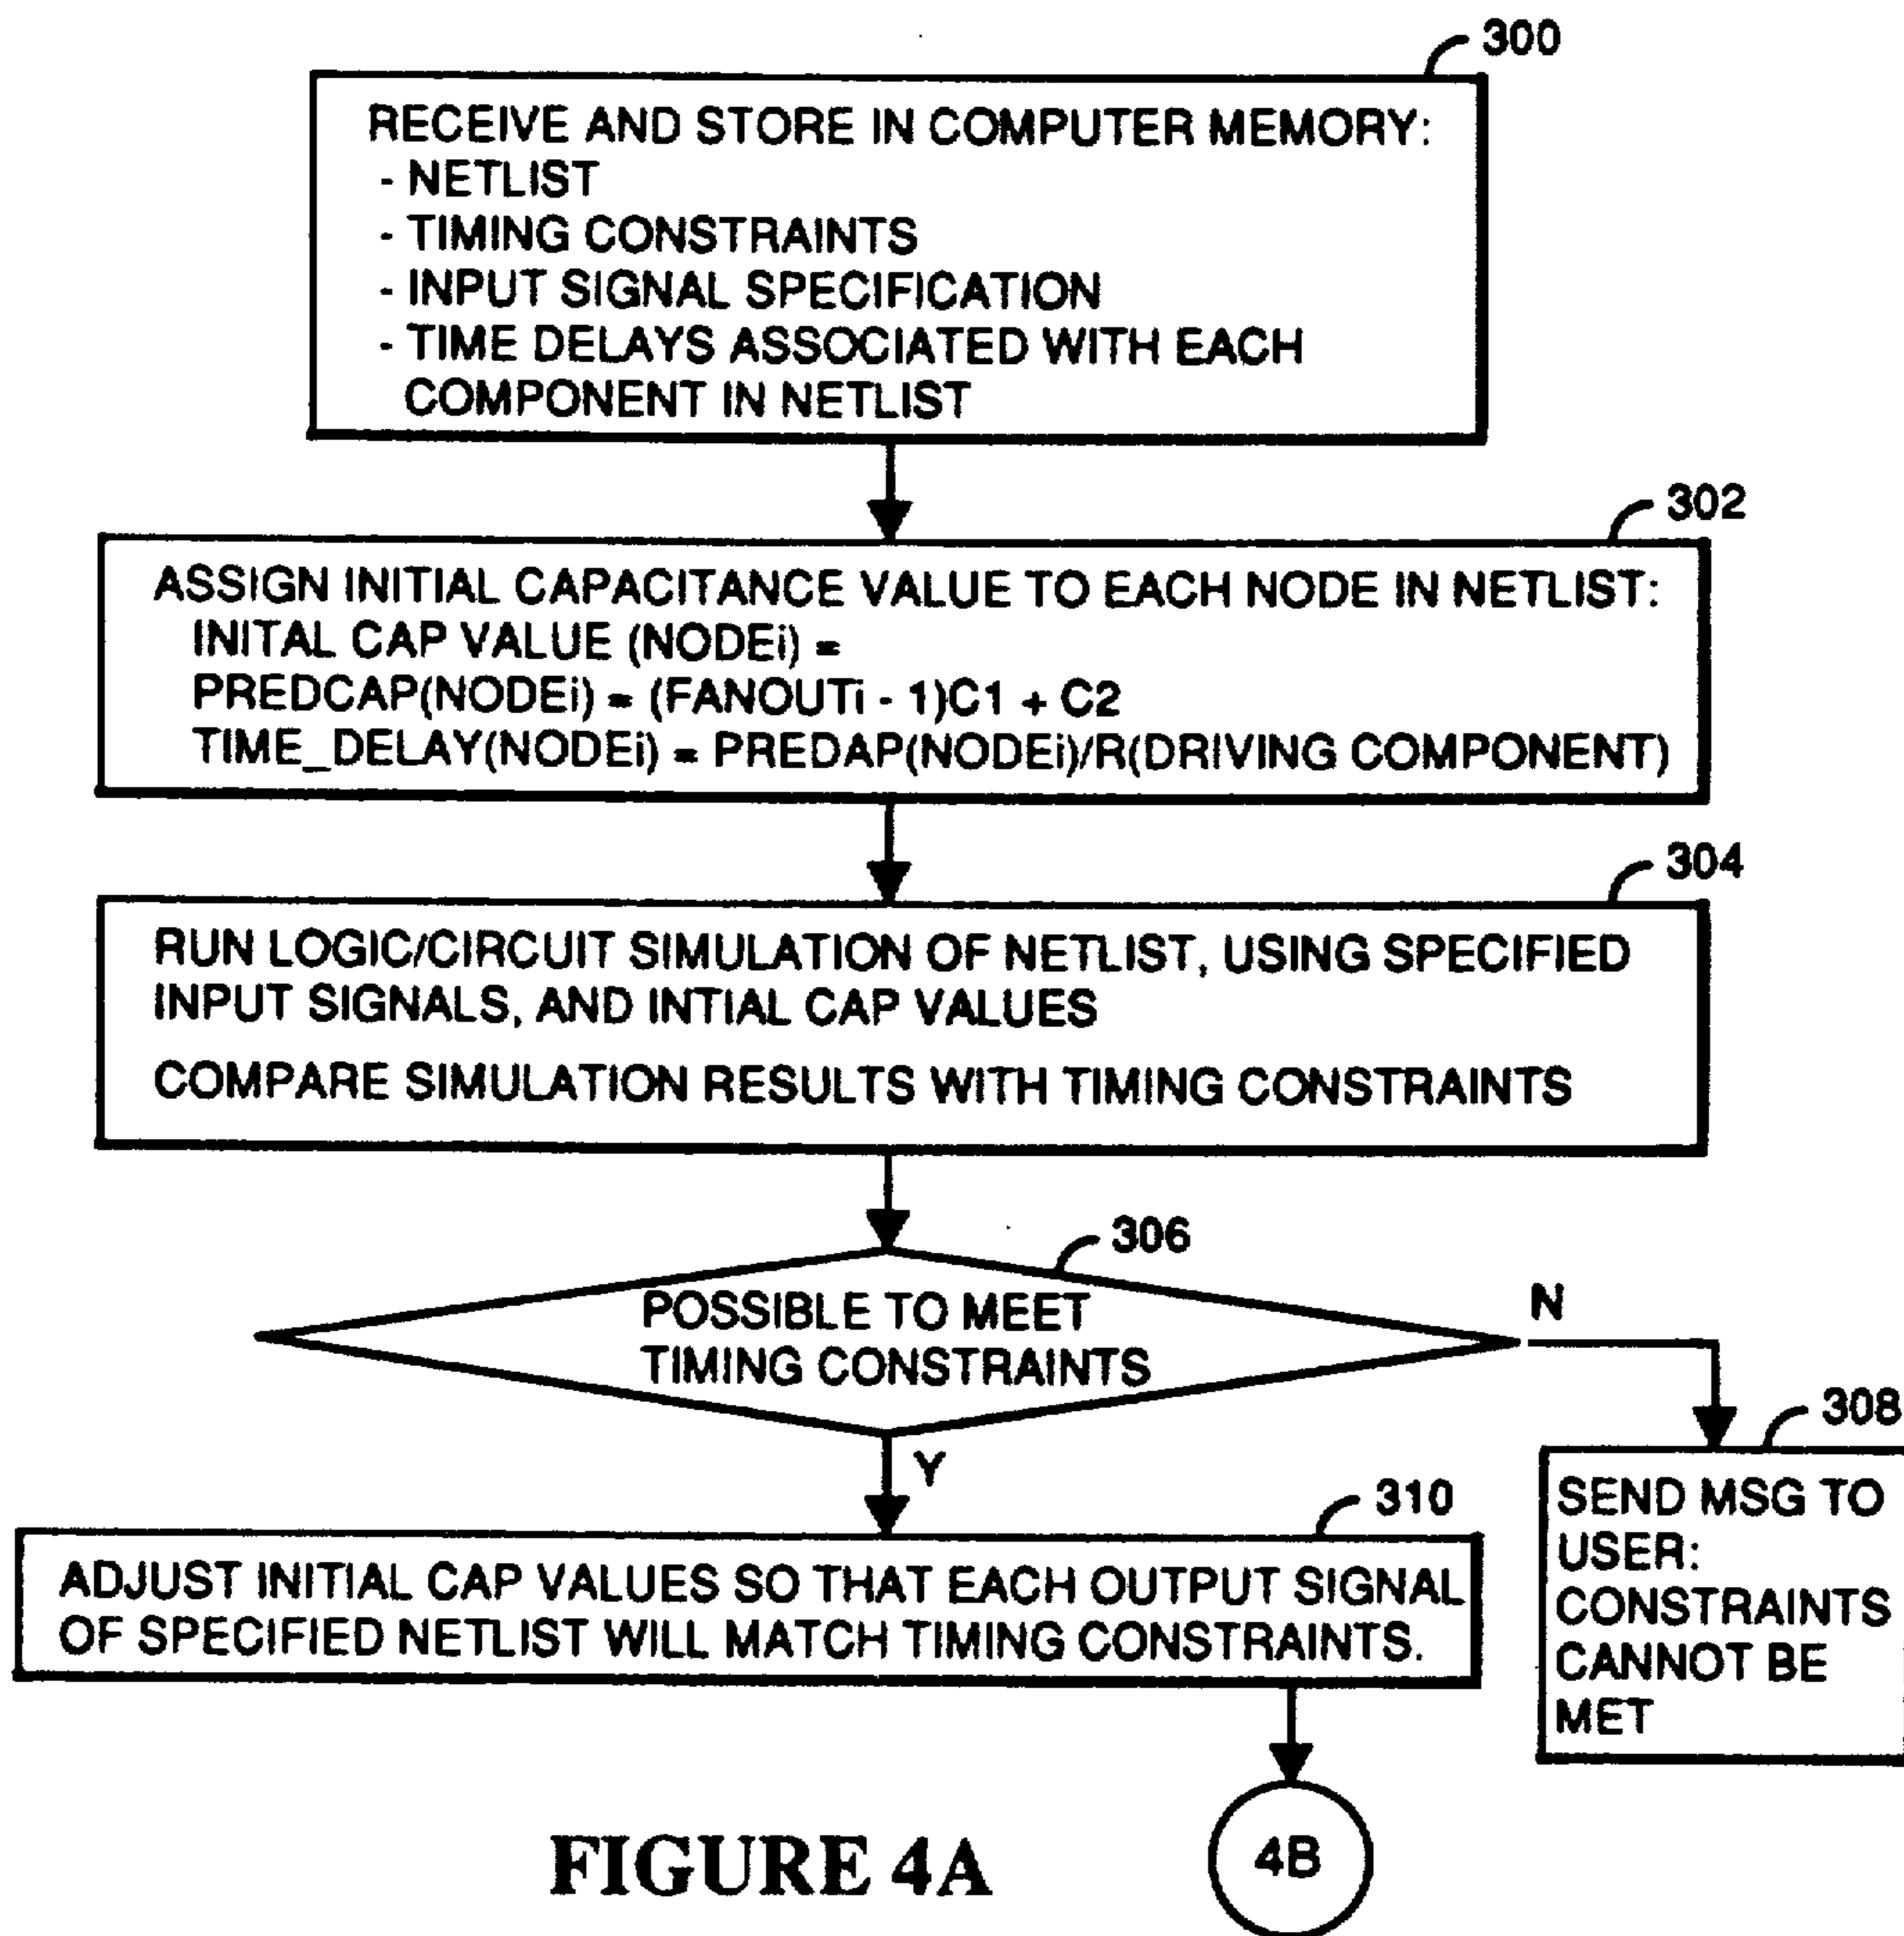 300
RECEIVE AND STORE IN COMPUTER MEMORY:
- NETLIST
- TIMING CONSTRAINTS
- INPUT SIGNAL SPECIFICATION
- TIME DELAYS ASSOCIATED WITH EACH
COMPONENT IN NETLIST
302
ASSIGN INITIAL CAPACITANCE VALUE TO EACH NODE IN NETLIST:
INITAL CAP VALUE (NODEi) =
PREDCAP(NODEi) = (FANOUTi - 1)C1 + C2
TIME_DELAY(NODEi) = PREDAP(NODEi)/R(DRIVING COMPONENT)
304
RUN LOGIC/CIRCUIT SIMULATION OF NETLIST, USING SPECIFIED
INPUT SIGNALS, AND INTIAL CAP VALUES
COMPARE SIMULATION RESULTS WITH TIMING CONSTRAINTS
306
POSSIBLE TO MEET
TIMING CONSTRAINTS
N
308
SEND MSG TO
USER:
CONSTRAINTS
CANNOT BE
MET
Y
310
ADJUST INITIAL CAP VALUES SO THAT EACH OUTPUT SIGNAL
OF SPECIFIED NETLIST WILL MATCH TIMING CONSTRAINTS.
4B
FIGURE 4A